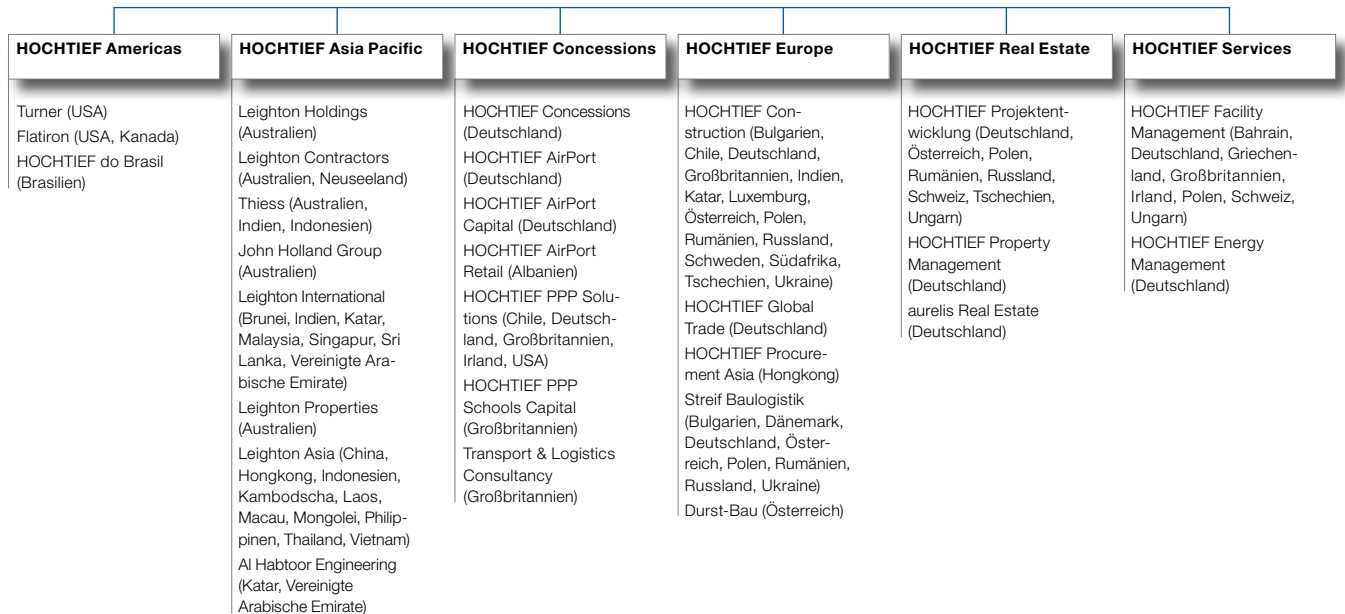 HOCHTIEF Americas
Turner (USA)
Flatiron (USA, Kanada)
HOCHTIEF do Brasil
(Brasilien)
HOCHTIEF Asia Pacific
Leighton Holdings
(Australien)
Leighton Contractors
(Australien, Neuseeland)
Thiess (Australien,
Indien, Indonesien)
John Holland Group
(Australien)
Leighton International
(Brunei, Indien, Katar,
Malaysia, Singapur, Sri
Lanka, Vereinigte Ara-
bische Emirate)
Leighton Properties
(Australien)
Leighton Asia (China,
Hongkong, Indonesien,
Kambodscha, Laos,
Macau, Mongolei, Philip-
pinen, Thailand, Vietnam)
Al Habtoor Engineering
(Katar, Vereinigte
Arabische Emirate)
HOCHTIEF Concessions
HOCHTIEF Concessions
(Deutschland)
HOCHTIEF AirPort
(Deutschland)
HOCHTIEF AirPort
Capital (Deutschland)
HOCHTIEF AirPort
Retail (Albanien)
HOCHTIEF PPP Solu-
tions (Chile, Deutsch-
land, Großbritannien,
Irland, USA)
HOCHTIEF PPP
Schools Capital
(Großbritannien)
Transport & Logistics
Consultancy
(Großbritannien)
HOCHTIEF Europe
HOCHTIEF Con-
struction (Bulgarien,
Chile, Deutschland,
Großbritannien, Indien,
Katar, Luxemburg,
Österreich, Polen,
Rumänien, Russland,
Schweden, Südafrika,
Tschechien, Ukraine)
HOCHTIEF Global
Trade (Deutschland)
HOCHTIEF Procure-
ment Asia (Hongkong)
Streif Baulogistik
(Bulgarien, Dänemark,
Deutschland, Öster-
reich, Polen, Rumänien,
Russland, Ukraine)
Durst-Bau (Österreich)
HOCHTIEF Real Estate
HOCHTIEF Projektent-
wicklung (Deutschland,
Österreich, Polen,
Rumänien, Russland,
Schweiz, Tschechien,
Ungarn)
HOCHTIEF Property
Management
(Deutschland)
aurelis Real Estate
(Deutschland)
HOCHTIEF Services
HOCHTIEF Facility
Management (Bahrain,
Deutschland, Griechen-
land, Großbritannien,
Irland, Polen, Schweiz,
Ungarn)
HOCHTIEF Energy
Management
(Deutschland)